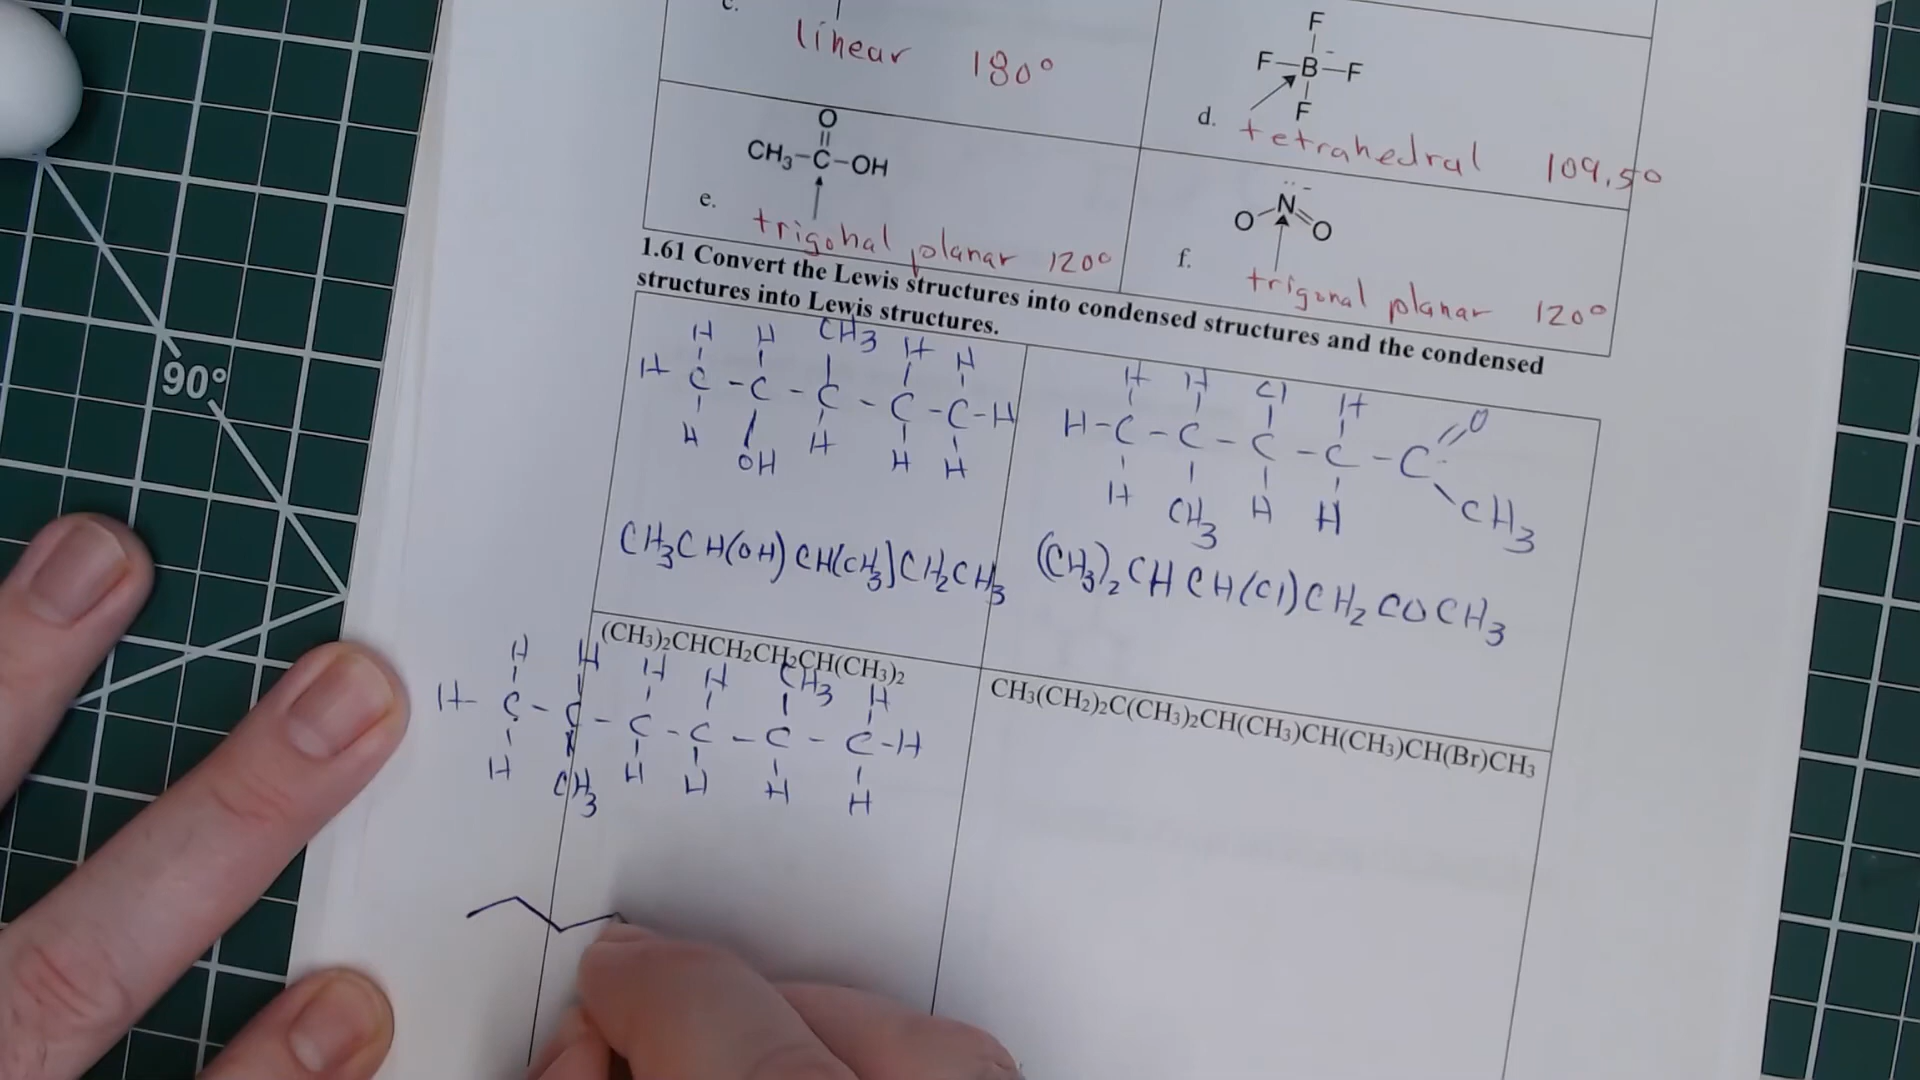 c.
linear 180°
F
F–B–F
F
-
d.
tetrahedral 109.5°
O
CH3–C–OH
e.
trigonal planar 120°
-
N
O O
f.
trigonal planar 120°
1.61 Convert the Lewis structures into condensed structures and the condensed
structures into Lewis structures.
H H CH3 H H
H C - C - C - C - C - H
H OH H H H
CH3CH(OH)CH(CH3)CH2CH3
H H Cl H O
H - C - C - C - C - C
H CH3 H H CH3
(CH3)2CHCH(Cl)CH2COCH3
(CH3)2CHCH2CH2CH(CH3)2
H H H H CH3 H
H - C - C - C - C - C - C - H
H CH3 H H H H
CH3(CH2)2C(CH3)2CH(CH3)CH(CH3)CH(Br)CH3
90°